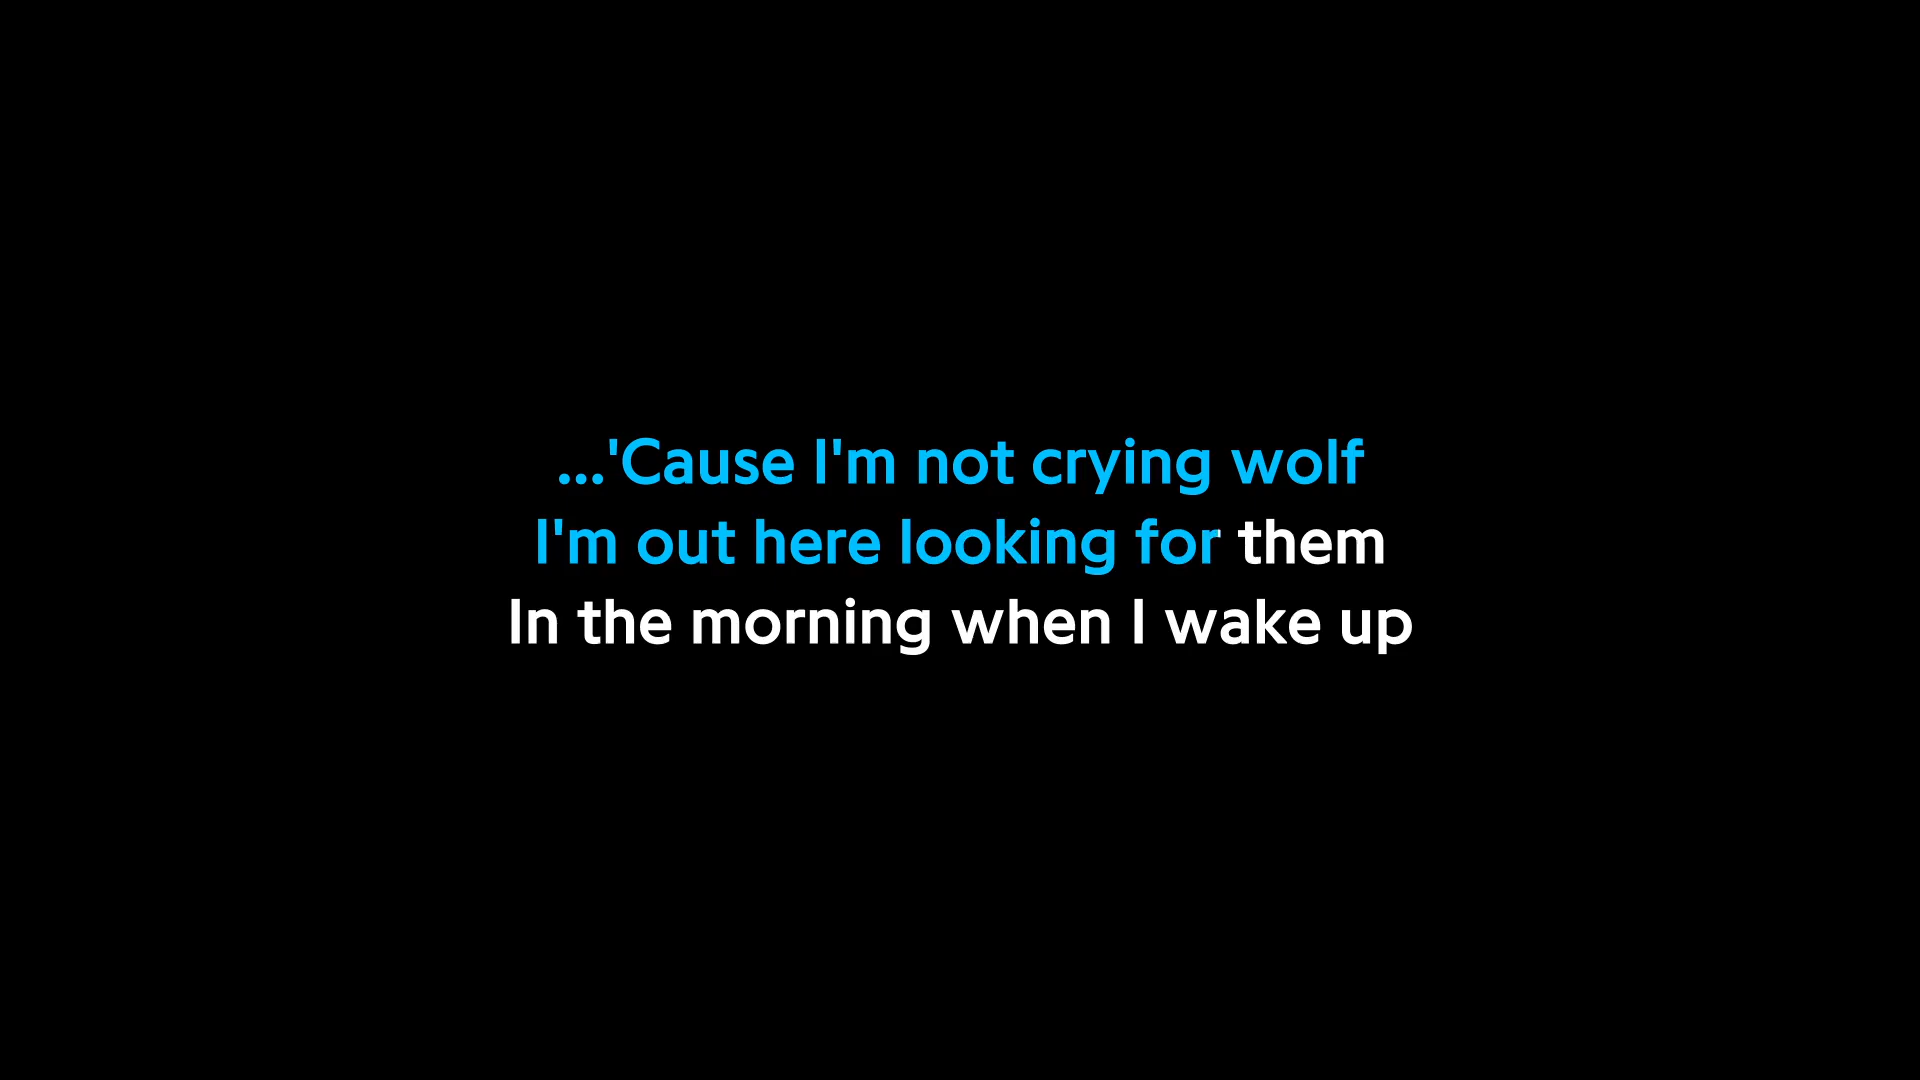 ...'Cause I'm not crying wolf
I'm out here looking for them
In the morning when I wake up